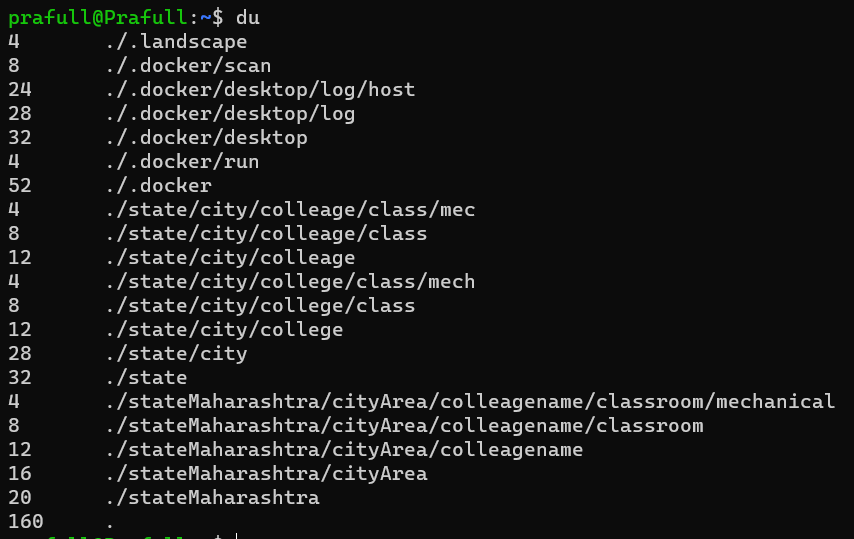 prafull@Prafull:~$ du
4 ./.landscape
8 ./.docker/scan
24 ./.docker/desktop/log/host
28 ./.docker/desktop/log
32 ./.docker/desktop
4 ./.docker/run
52 ./.docker
4 ./state/city/colleage/class/mec
8 ./state/city/colleage/class
12 ./state/city/colleage
4 ./state/city/college/class/mech
8 ./state/city/college/class
12 ./state/city/college
28 ./state/city
32 ./state
4 ./stateMaharashtra/cityArea/colleagename/classroom/mechanical
8 ./stateMaharashtra/cityArea/colleagename/classroom
12 ./stateMaharashtra/cityArea/colleagename
16 ./stateMaharashtra/cityArea
20 ./stateMaharashtra
160 .
prafull@Prafull:~$